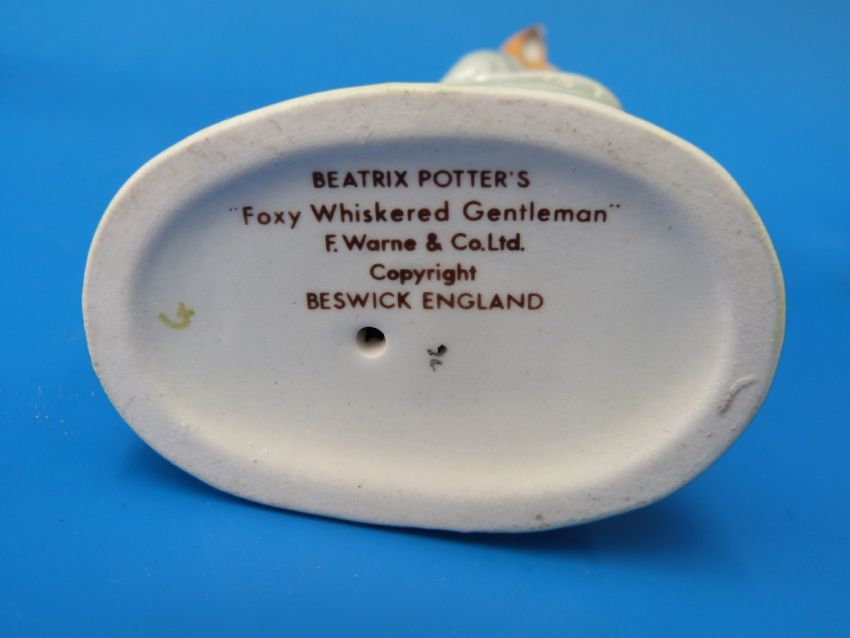 BEATRIX POTTER'S
"Foxy Whiskered Gentleman"
F. Warne & Co. Ltd.
Copyright
BESWICK ENGLAND